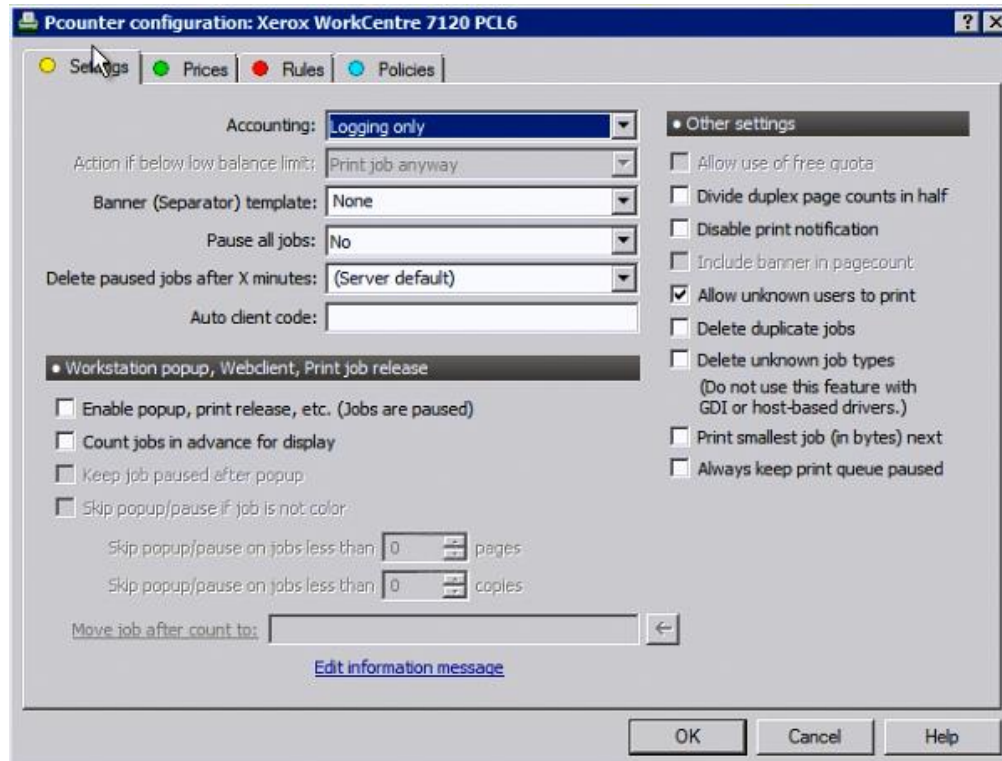 Pcounter configuration: Xerox WorkCentre 7120 PCL6
Settings
Prices
Rules
Policies
Accounting: Logging only
Action if below low balance limit: Print job anyway
Banner (Separator) template: None
Pause all jobs: No
Delete paused jobs after X minutes: (Server default)
Auto client code:
• Workstation popup, Webclient, Print job release
Enable popup, print release, etc. (Jobs are paused)
Count jobs in advance for display
Keep job paused after popup
Skip popup/pause if job is not color
Skip popup/pause on jobs less than 0 pages
Skip popup/pause on jobs less than 0 copies
Move job after count to:
Edit information message
• Other settings
Allow use of free quota
Divide duplex page counts in half
Disable print notification
Include banner in pagecount
Allow unknown users to print
Delete duplicate jobs
Delete unknown job types
(Do not use this feature with
GDI or host-based drivers.)
Print smallest job (in bytes) next
Always keep print queue paused
OK
Cancel
Help